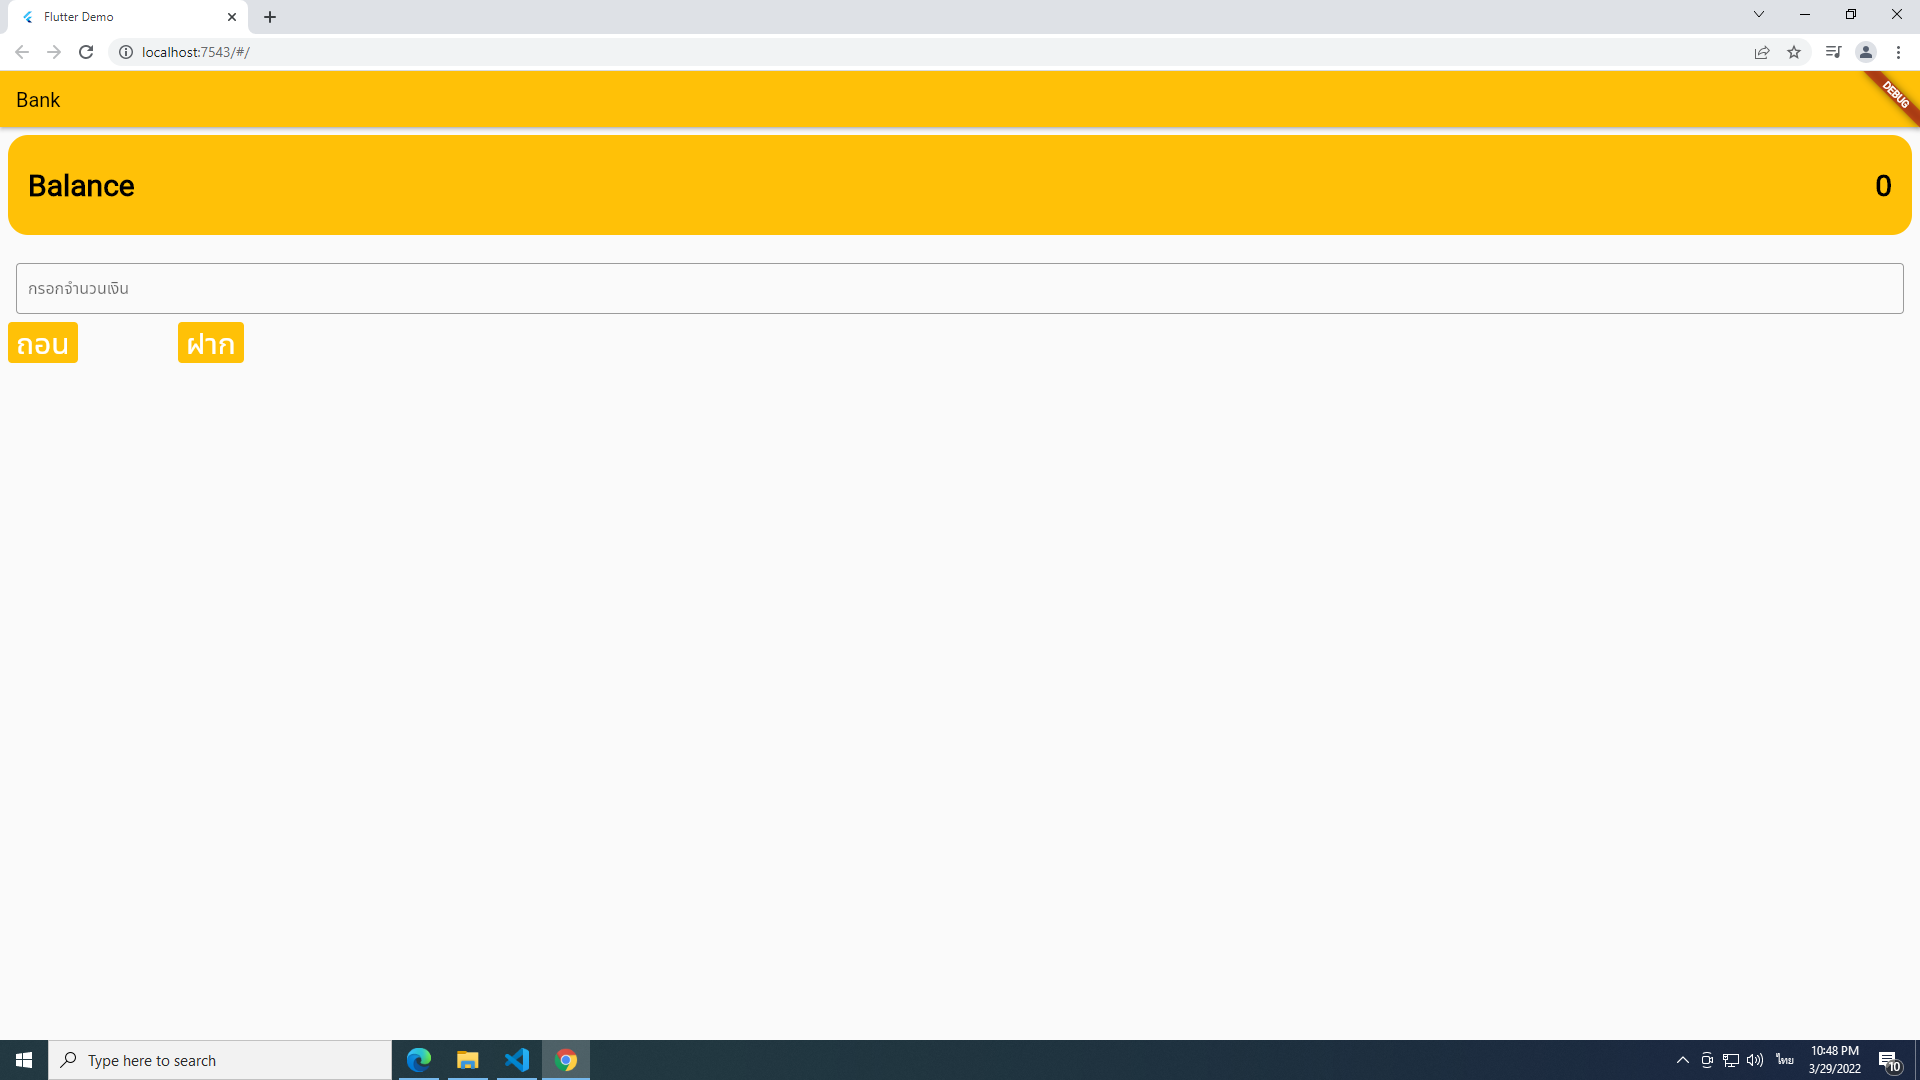 Flutter Demo
localhost:7543/#/
Bank
DEBUG
Balance 0
กรอกจำนวนเงิน
ถอน ฝาก
Type here to search
ไทย
10:48 PM
3/29/2022
10